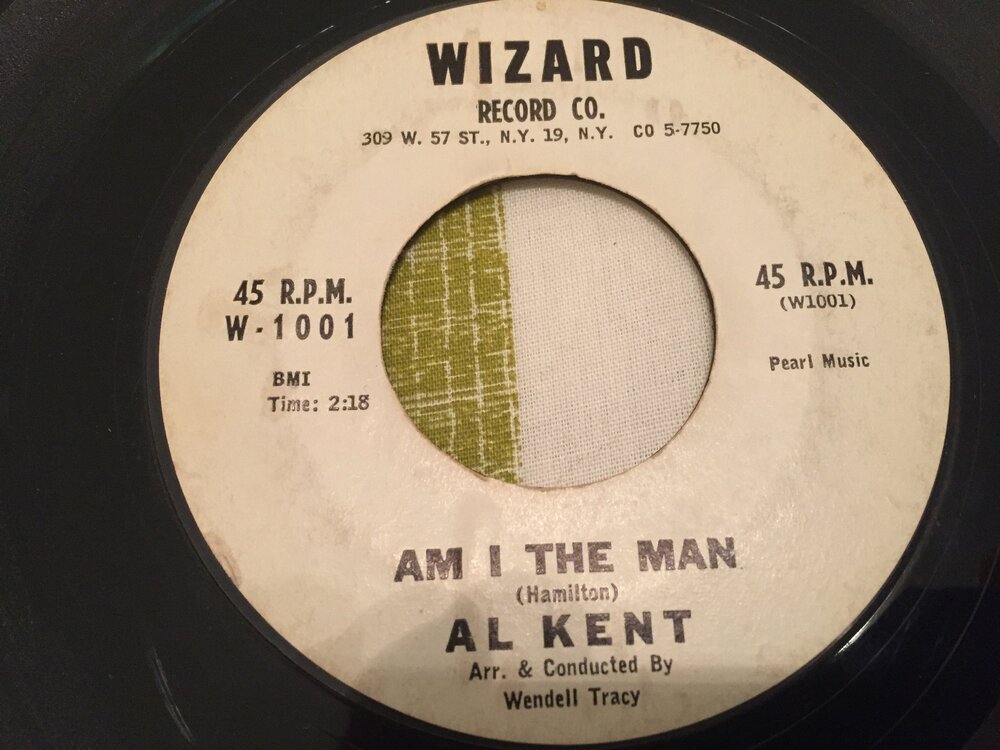 WIZARD
RECORD CO.
309 W. 57 ST., N.Y. 19, N.Y. CO 5-7750
45 R.P.M.
W-1001
BMI
Time: 2:18
45 R.P.M.
(W1001)
Pearl Music
AM I THE MAN
(Hamilton)
AL KENT
Arr. & Conducted By
Wendell Tracy